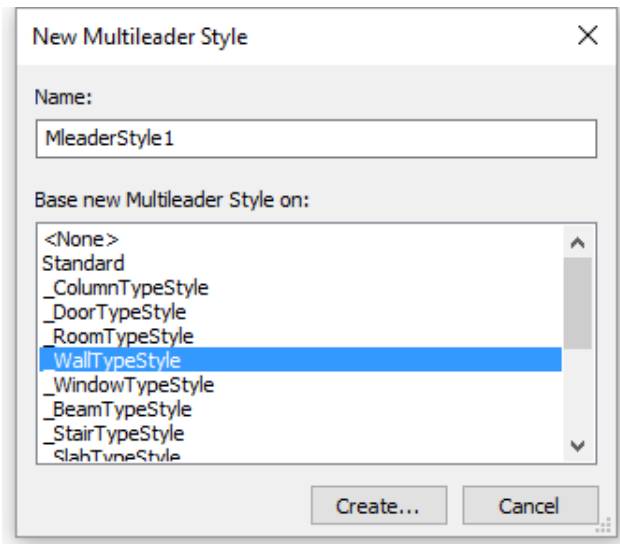 New Multileader Style
Name:
MleaderStyle1
Base new Multileader Style on:
<None>
Standard
_ColumnTypeStyle
_DoorTypeStyle
_RoomTypeStyle
_WallTypeStyle
_WindowTypeStyle
_BeamTypeStyle
_StairTypeStyle
_SlabTypeStyle
Create... Cancel